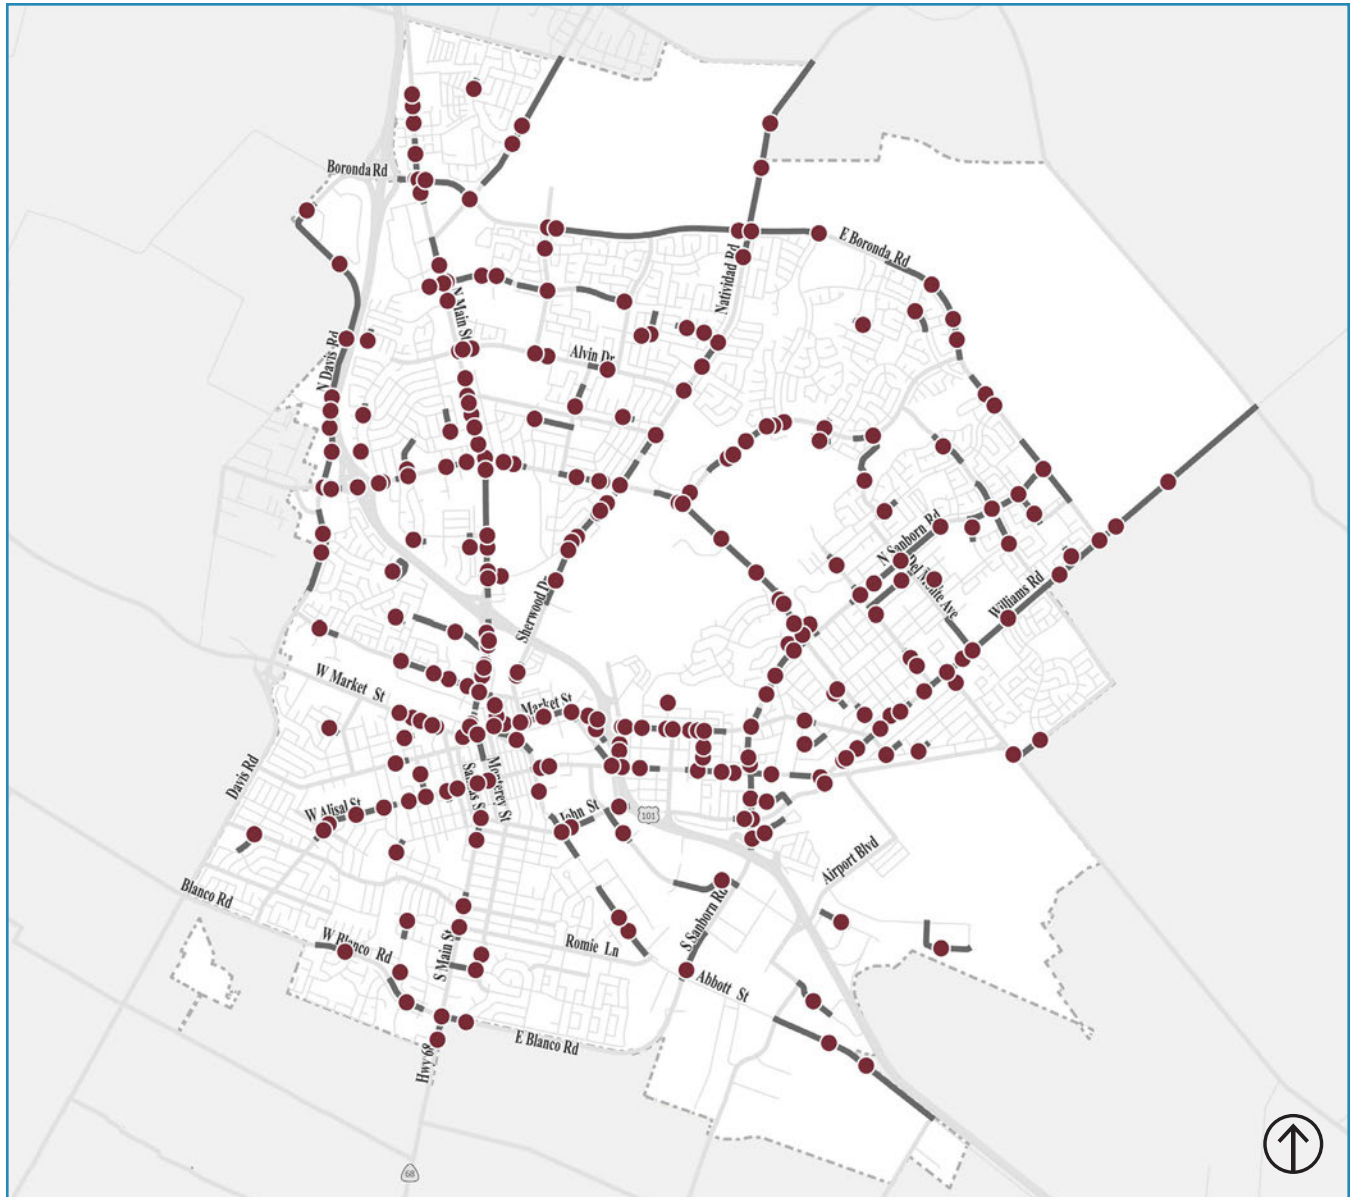 Boronda Rd
E Boronda Rd
Natividad Rd
N Main St
N Davis Rd
Alvin Dr
N Sanborn Rd
Del Monte Ave
Williams Rd
Sherwood Dr
W Market St
Market St
Davis Rd
Salinas St
Monterey St
W Alisal St
John St
101
Airport Blvd
Blanco Rd
W Blanco Rd
S Main St
Romie Ln
S Sanborn Rd
Abbott St
E Blanco Rd
Hwy 68
68